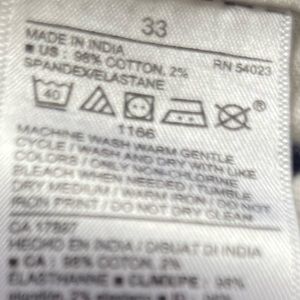 33
MADE IN INDIA RN 54023
■ US : 98% COTTON, 2%
SPANDEX/ELASTANE
40
1166
MACHINE WASH WARM GENTLE
CYCLE / WASH AND DRY WITH LIKE
COLORS / ONLY NON-CHLORINE
BLEACH WHEN NEEDED / TUMBLE
DRY MEDIUM / WARM IRON / DO NOT
IRON PRINT / DO NOT DRY CLEAN
CA 17897
HECHO EN INDIA / DIBUAT DI INDIA
■ CA : 98% COTTON, 2%
ELASTHANNE 98%
2%